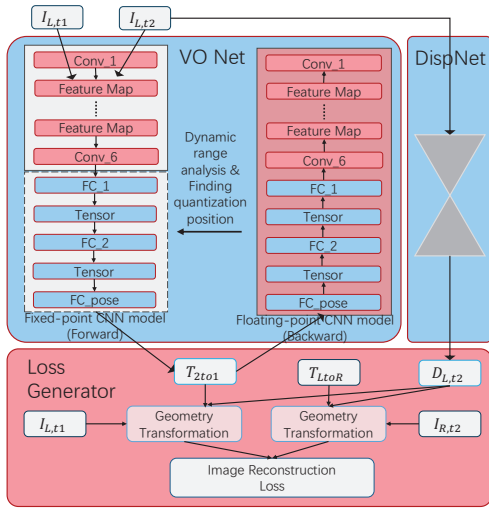 I_{L,t1}
I_{L,t2}
VO Net
DispNet
Conv_1
Feature Map
......
Feature Map
Conv_6
FC_1
Tensor
FC_2
Tensor
FC_pose
Fixed-point CNN model
(Forward)
Dynamic
range
analysis &
Finding
quantization
position
Conv_1
Feature Map
......
Feature Map
Conv_6
FC_1
Tensor
FC_2
Tensor
FC_pose
Floating-point CNN model
(Backward)
Loss
Generator
T_{2to1}
T_{LtoR}
D_{L,t2}
I_{L,t1}
Geometry
Transformation
Geometry
Transformation
I_{R,t2}
Image Reconstruction
Loss